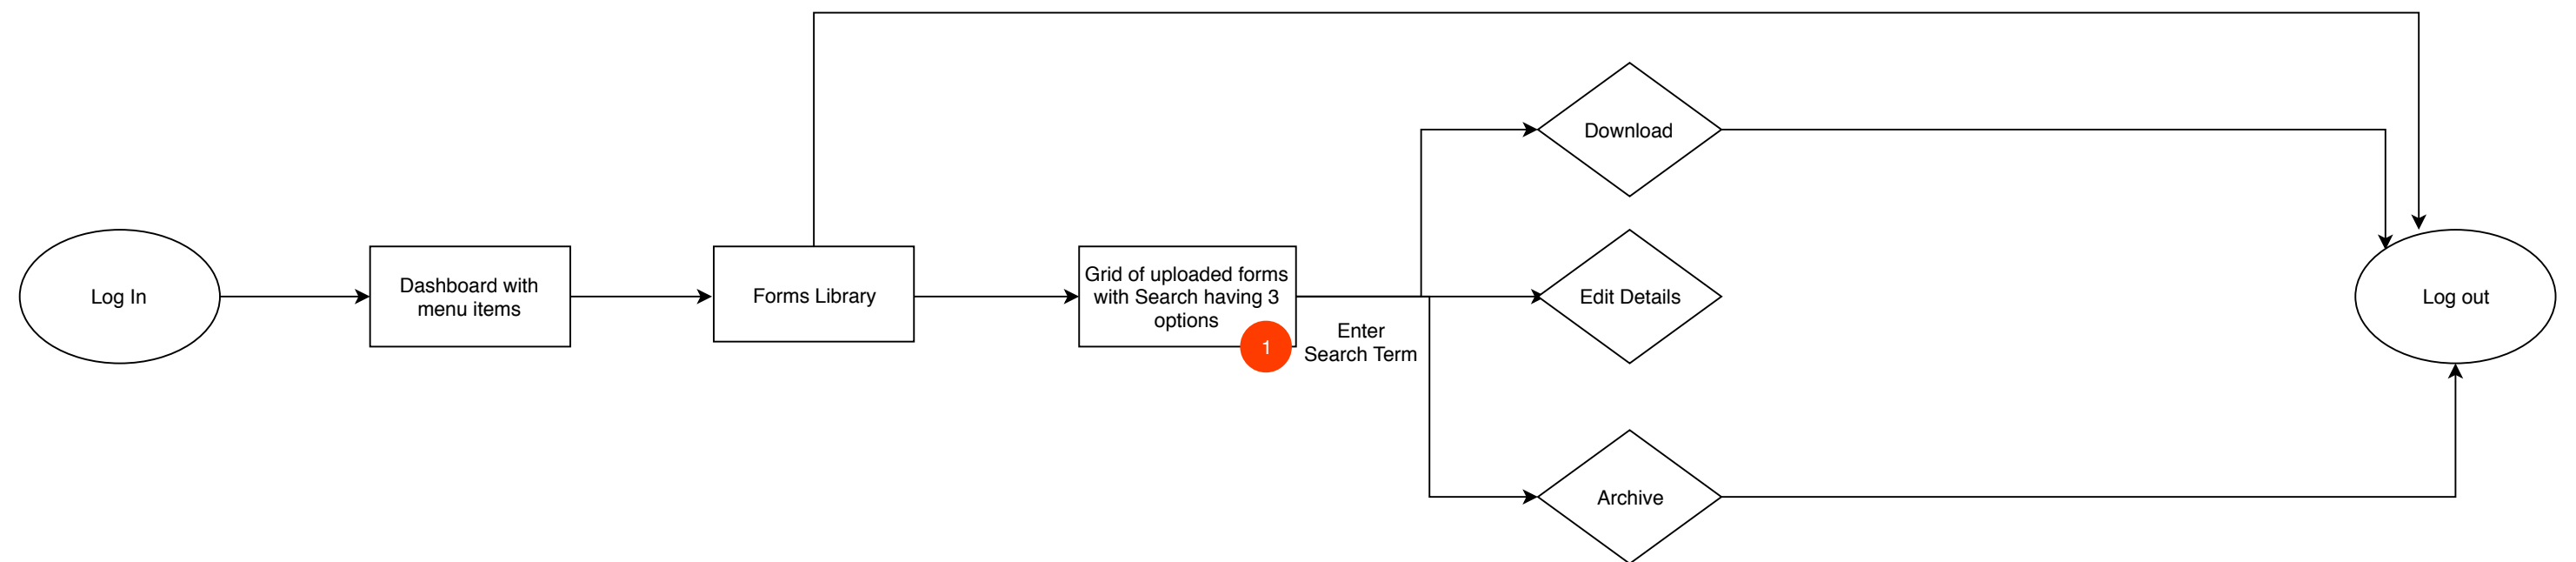 Log In
Dashboard with
menu items
Forms Library
Grid of uploaded forms
with Search having 3
options
1
Enter
Search Term
Download
Edit Details
Archive
Log out